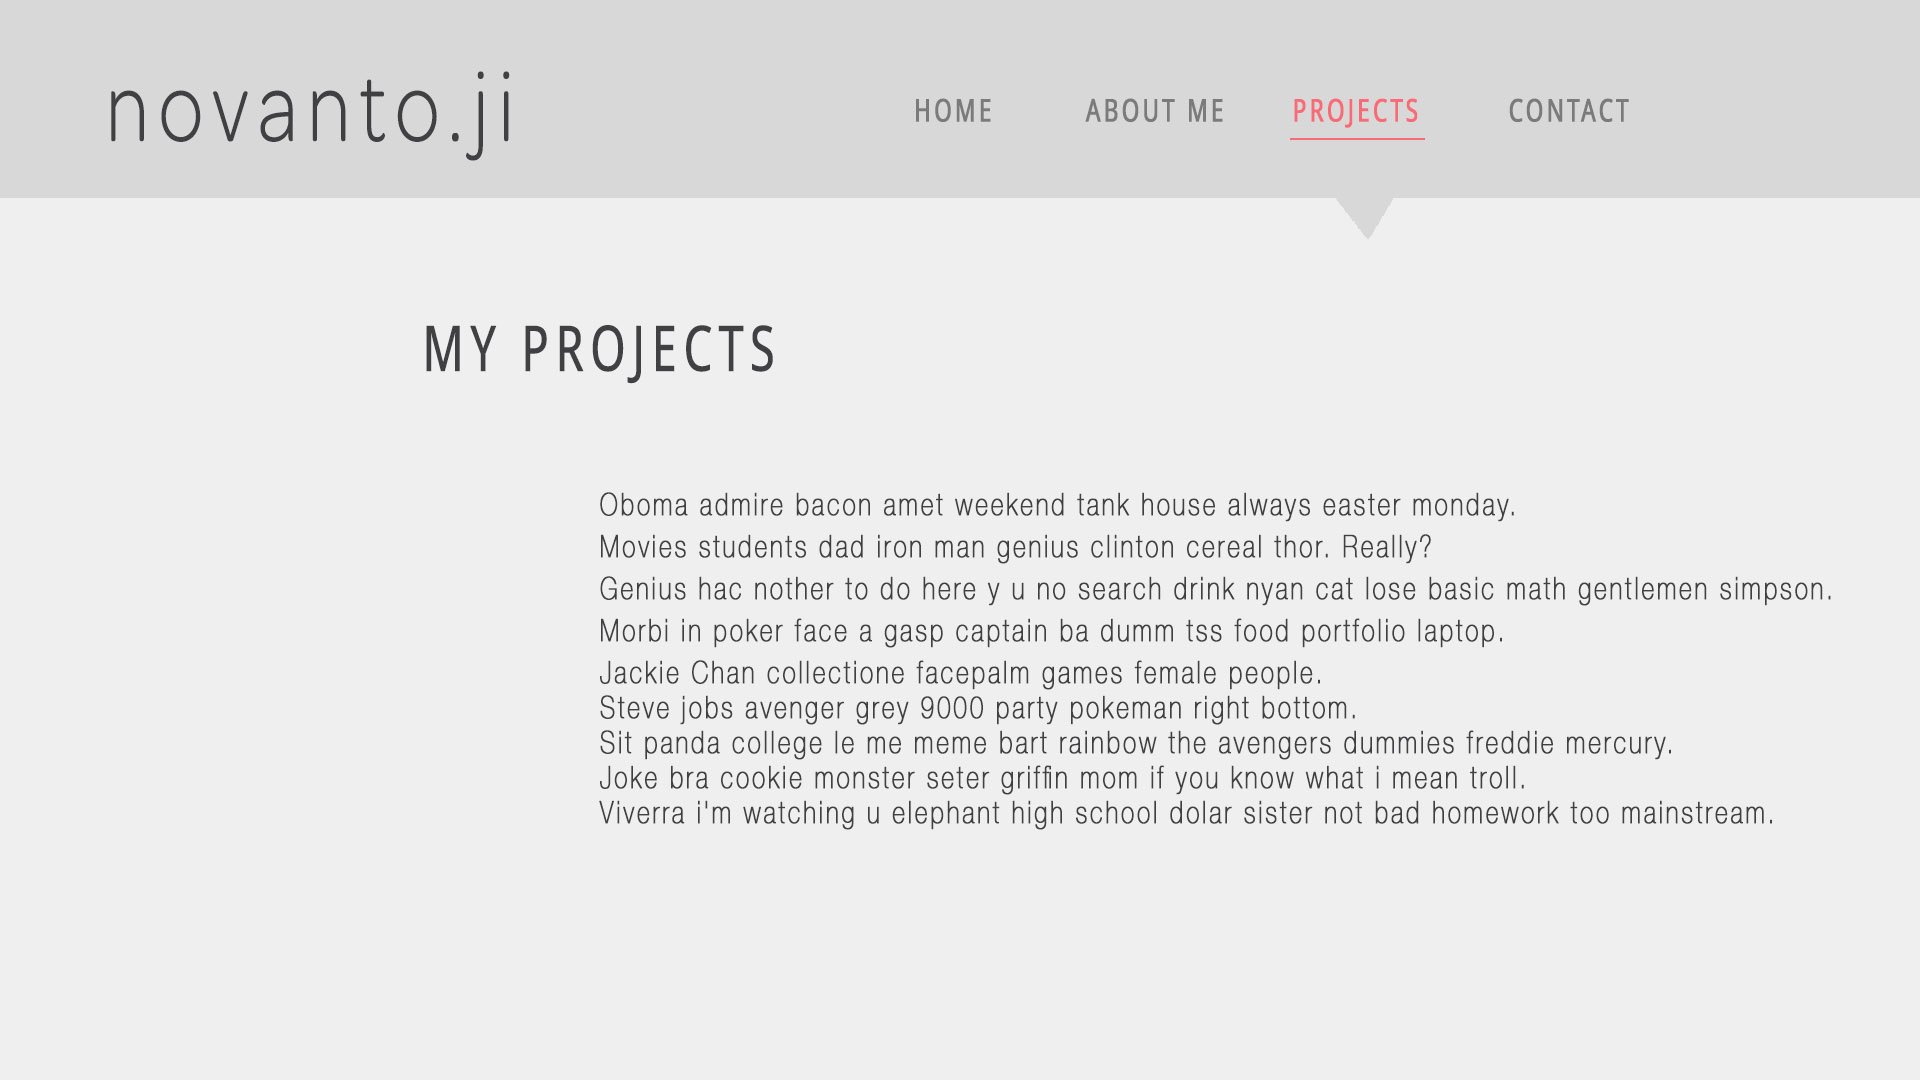 novanto.ji
HOME ABOUT ME PROJECTS CONTACT
MY PROJECTS
Oboma admire bacon amet weekend tank house always easter monday.
Movies students dad iron man genius clinton cereal thor. Really?
Genius hac nother to do here y u no search drink nyan cat lose basic math gentlemen simpson.
Morbi in poker face a gasp captain ba dumm tss food portfolio laptop.
Jackie Chan collectione facepalm games female people.
Steve jobs avenger grey 9000 party pokeman right bottom.
Sit panda college le me meme bart rainbow the avengers dummies freddie mercury.
Joke bra cookie monster seter griffin mom if you know what i mean troll.
Viverra i'm watching u elephant high school dolar sister not bad homework too mainstream.